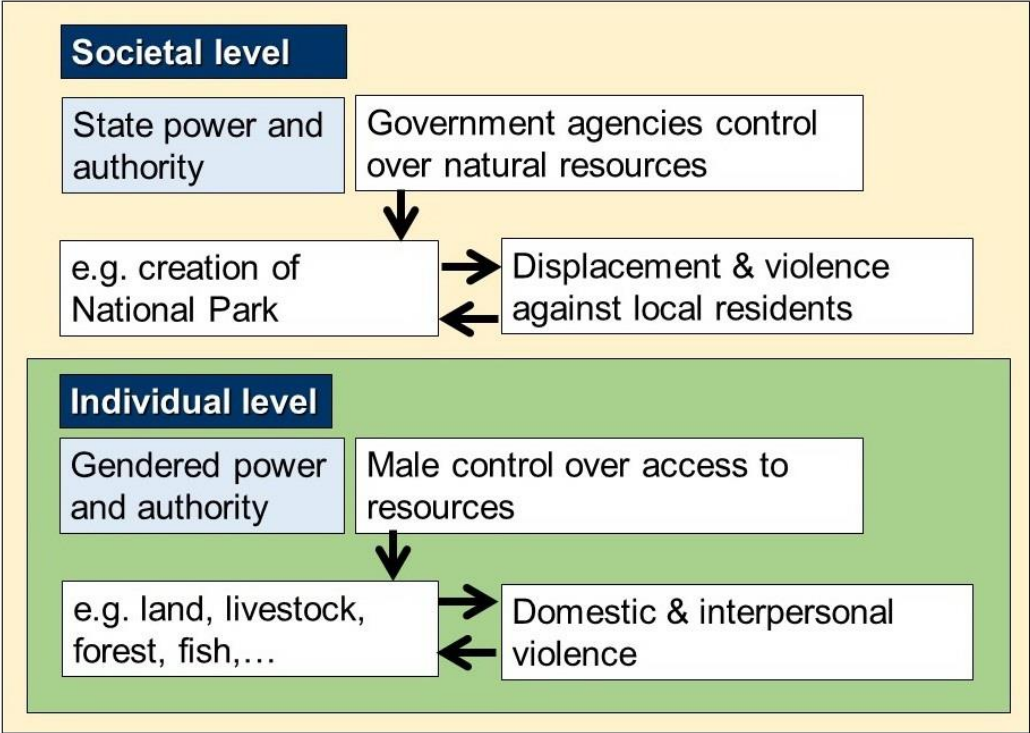 Societal level
State power and
authority
Government agencies control
over natural resources
e.g. creation of
National Park
Displacement & violence
against local residents
Individual level
Gendered power
and authority
Male control over access to
resources
e.g. land, livestock,
forest, fish,…
Domestic & interpersonal
violence